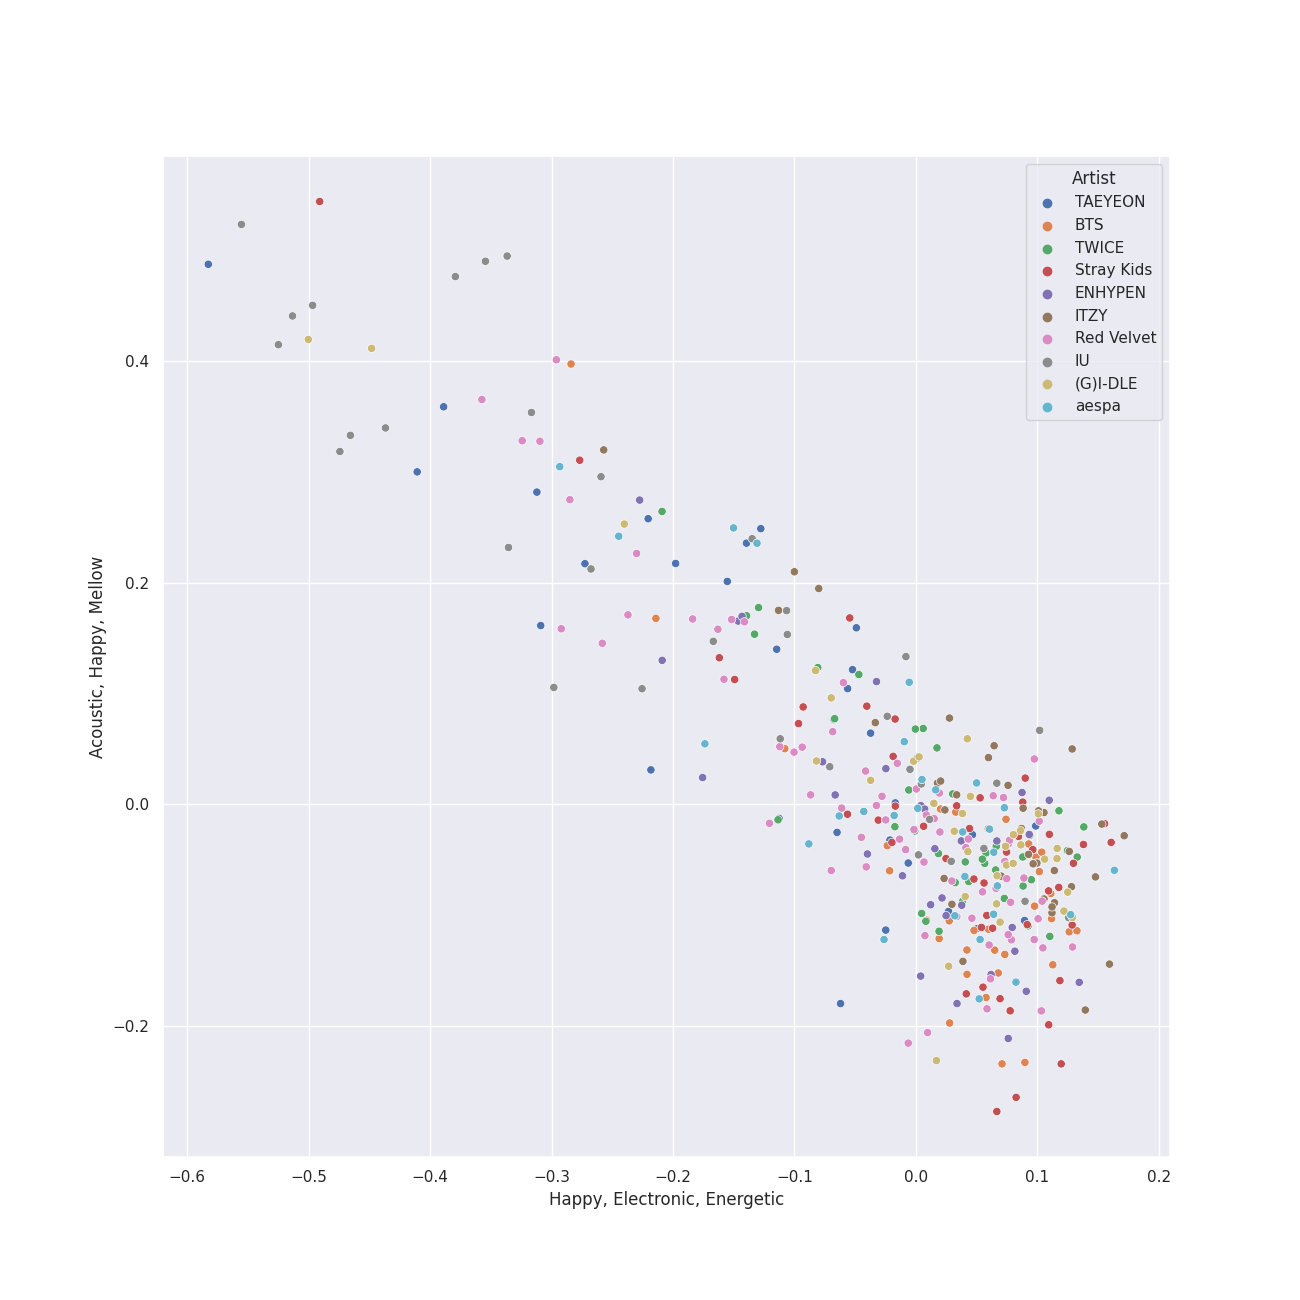 Artist
TAEYEON
BTS
TWICE
Stray Kids
ENHYPEN
ITZY
Red Velvet
IU
(G)I-DLE
aespa
0.4
0.2
0.0
−0.2
Acoustic, Happy, Mellow
−0.6 −0.5 −0.4 −0.3 −0.2 −0.1 0.0 0.1 0.2
Happy, Electronic, Energetic